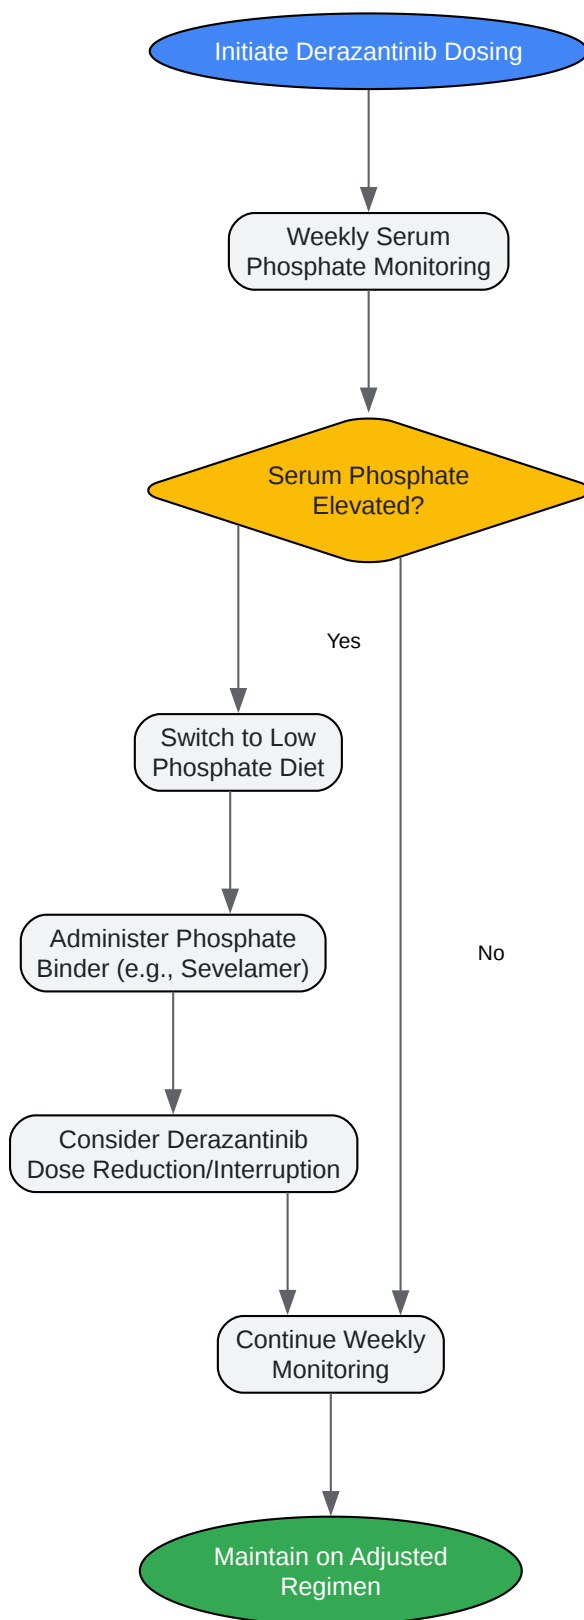 Initiate Derazantinib Dosing
Weekly Serum
Phosphate Monitoring
Serum Phosphate
Elevated?
Yes
Switch to Low
Phosphate Diet
Administer Phosphate
Binder (e.g., Sevelamer)
No
Consider Derazantinib
Dose Reduction/Interruption
Continue Weekly
Monitoring
Maintain on Adjusted
Regimen